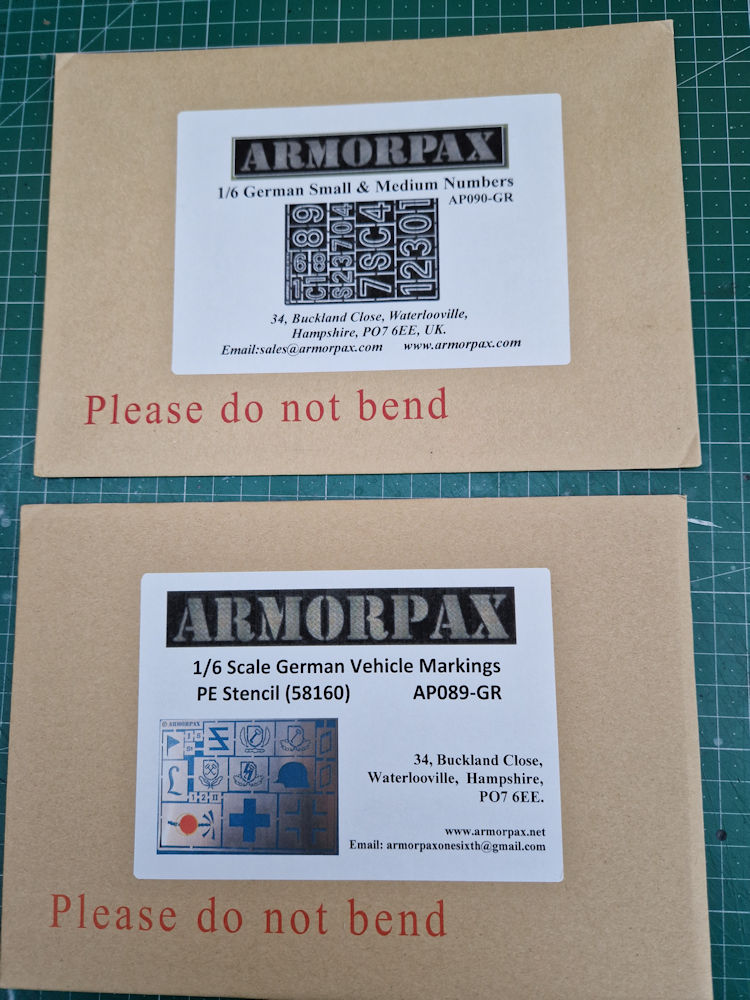 ARMORPAX
1/6 German Small & Medium Numbers
AP090-GR
34, Buckland Close, Waterlooville,
Hampshire, PO7 6EE, UK.
Email:sales@armorpax.com www.armorpax.com
Please do not bend
ARMORPAX
1/6 Scale German Vehicle Markings
PE Stencil (58160) AP089-GR
© ARMORPAX
34, Buckland Close,
Waterlooville, Hampshire,
PO7 6EE.
www.armorpax.net
Email: armorpaxonesixth@gmail.com
Please do not bend